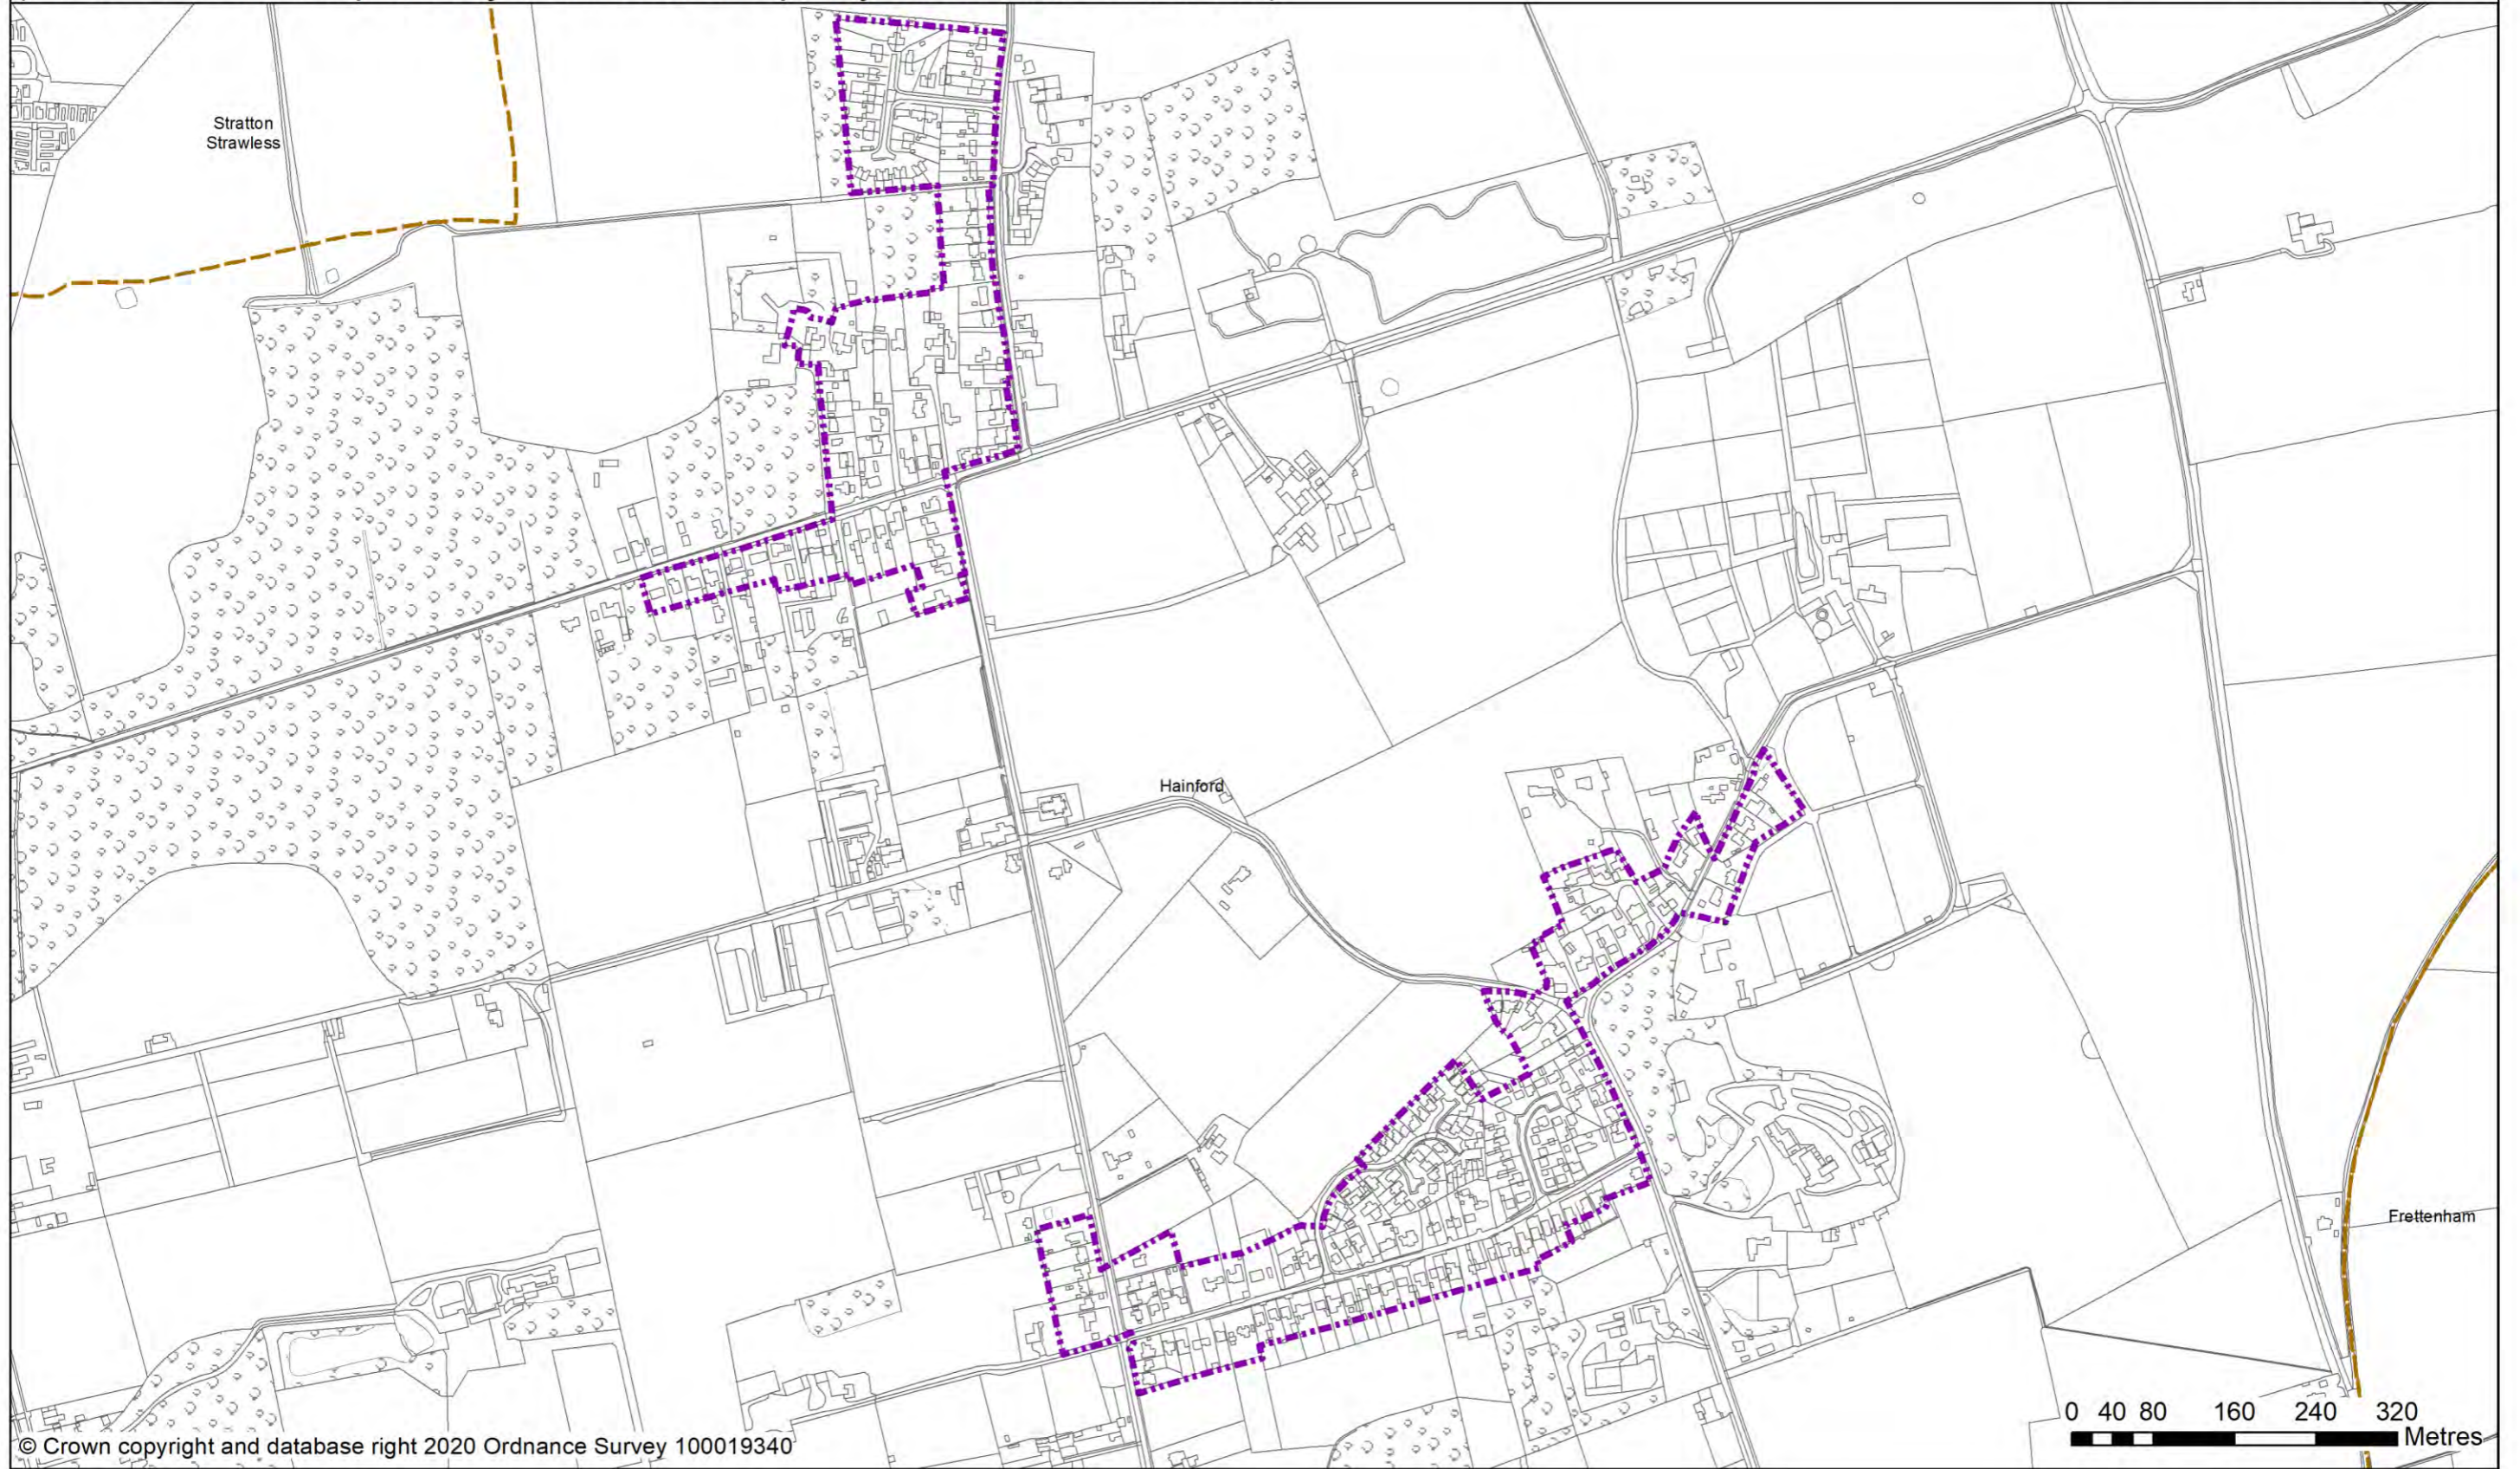 Stratton
Strawless
Hainford
Frettenham
0 40 80 160 240 320
Metres
© Crown copyright and database right 2020 Ordnance Survey 100019340